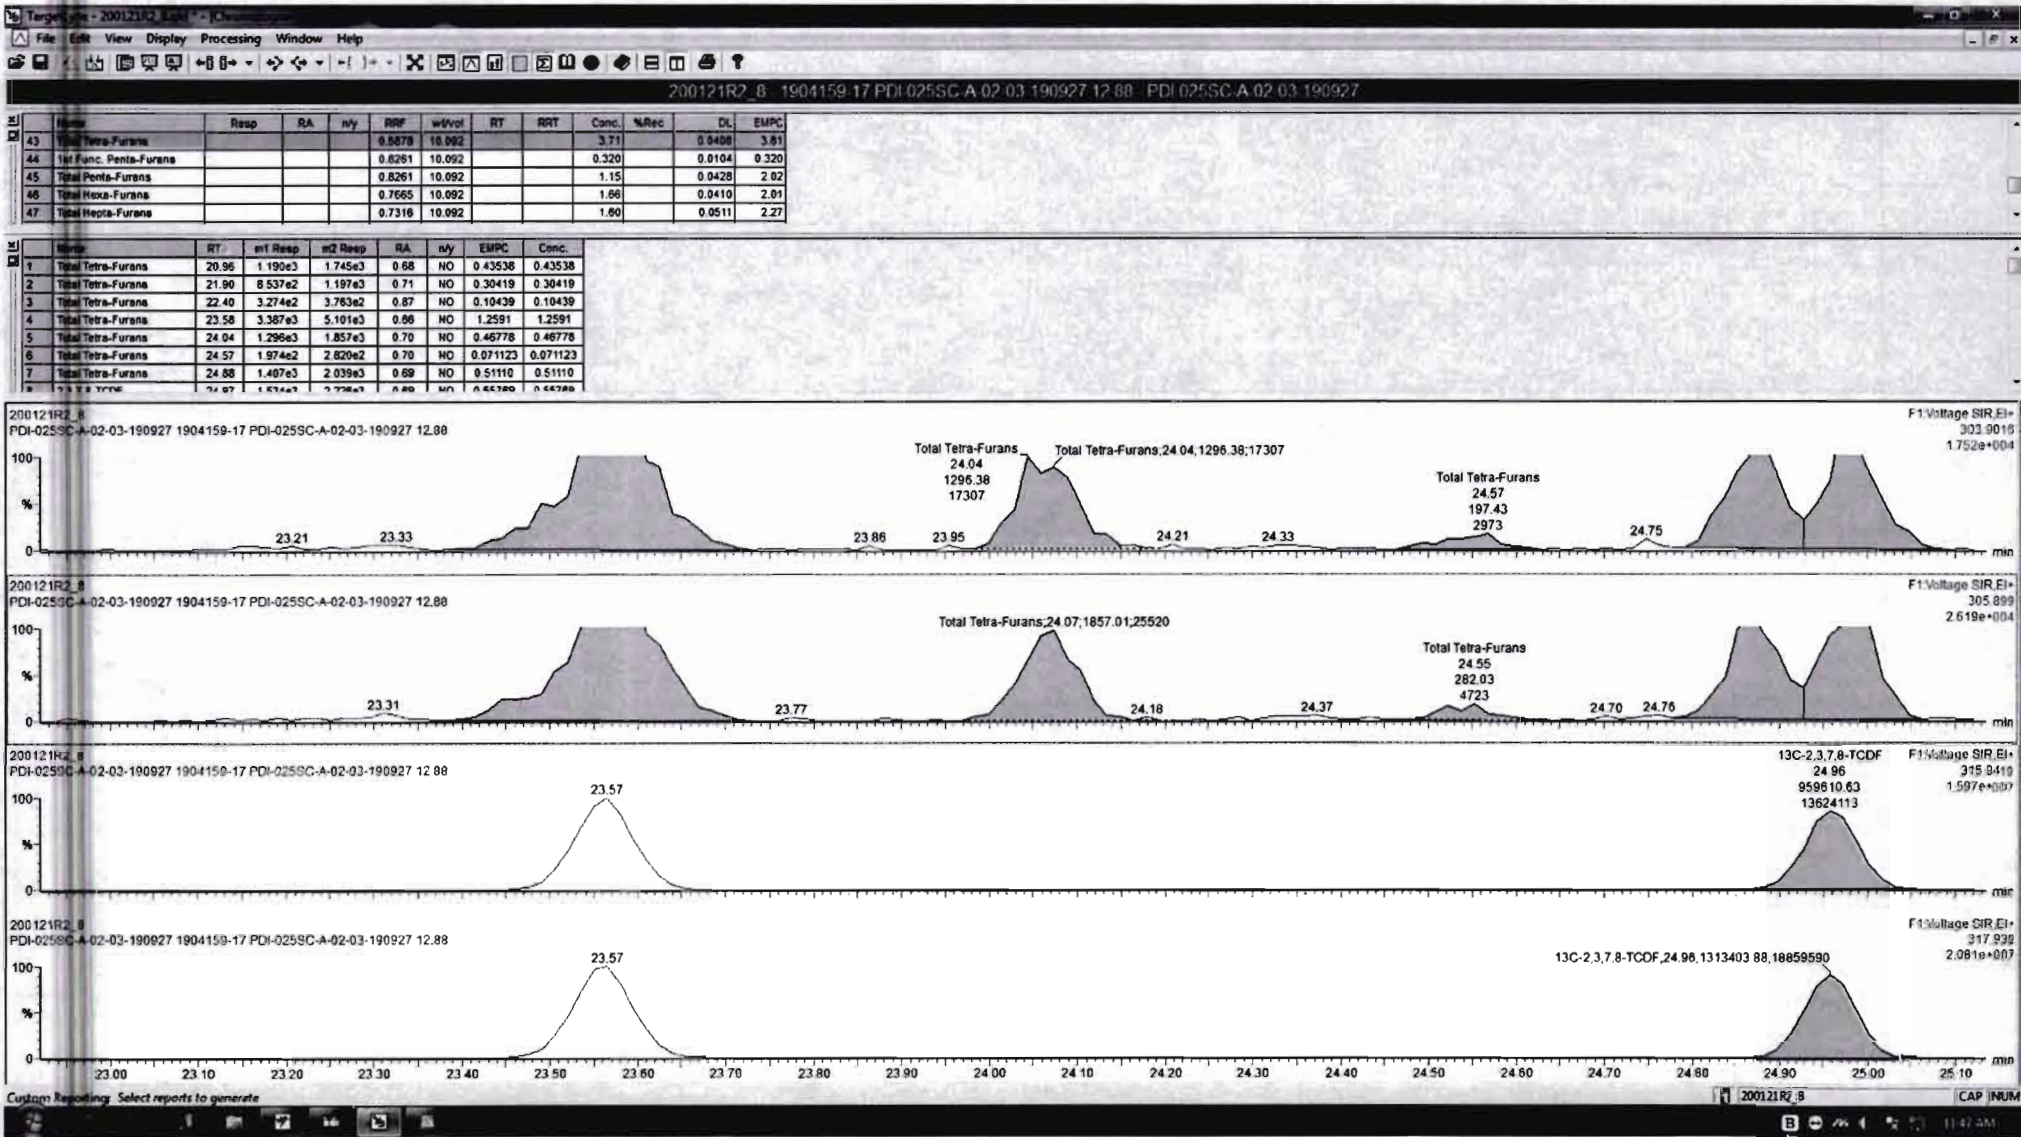 File Edit View Display Processing Window Help
200121R2_8 1904159-17 PDI-025SC-A-02-03-190927 12.88 PDI-025SC-A-02-03-190927
Name Resp RA n/y RRF wt/vol RT RRT Conc. %Rec DL EMPC
43 Total Tetra-Furans 10.092 3.71 3.81
44 1st Func. Penta-Furans 0.8261 10.092 0.320 0.0104 0.320
45 Total Penta-Furans 0.8261 10.092 1.15 0.0428 2.02
46 Total Hexa-Furans 0.7665 10.092 1.66 0.0410 2.01
47 Total Hepta-Furans 0.7316 10.092 1.60 0.0511 2.27
Name RT m1 Resp m2 Resp RA n/y EMPC Conc.
1 Total Tetra-Furans 20.96 1.190e3 1.745e3 0.68 NO 0.43538 0.43538
2 Total Tetra-Furans 21.90 8.537e2 1.197e3 0.71 NO 0.30419 0.30419
3 Total Tetra-Furans 22.40 3.274e2 3.763e2 0.87 NO 0.10439 0.10439
4 Total Tetra-Furans 23.58 3.387e3 5.101e3 0.66 NO 1.2591 1.2591
5 Total Tetra-Furans 24.04 1.296e3 1.857e3 0.70 NO 0.46778 0.46778
6 Total Tetra-Furans 24.57 1.974e2 2.820e2 0.70 NO 0.071123 0.071123
7 Total Tetra-Furans 24.88 1.407e3 2.039e3 0.69 NO 0.51110 0.51110
200121R2_8
PDI-025SC-A-02-03-190927 1904159-17 PDI-025SC-A-02-03-190927 12.88
F1:Voltage SIR,EI+
303.9016
1.752e+004
100
%
0
23.21
23.33
23.86
23.95
Total Tetra-Furans
24.04
1296.38
17307
Total Tetra-Furans;24.04;1296.38;17307
24.21
24.33
Total Tetra-Furans
24.57
197.43
2973
24.75
min
200121R2_8
PDI-025SC-A-02-03-190927 1904159-17 PDI-025SC-A-02-03-190927 12.88
F1:Voltage SIR,EI+
305.899
2.619e+004
100
%
0
23.31
23.77
Total Tetra-Furans;24.07;1857.01;25520
24.18
24.37
Total Tetra-Furans
24.55
282.03
4723
24.70
24.76
min
200121R2_8
PDI-025SC-A-02-03-190927 1904159-17 PDI-025SC-A-02-03-190927 12.88
F1:Voltage SIR,EI+
315.9419
1.597e+007
100
%
0
23.57
13C-2,3,7,8-TCDF
24.96
959610.63
13624113
min
200121R2_8
PDI-025SC-A-02-03-190927 1904159-17 PDI-025SC-A-02-03-190927 12.88
F1:Voltage SIR,EI+
317.939
2.081e+007
100
%
0
23.57
13C-2,3,7,8-TCDF;24.96;1313403.88;18859590
min
23.00 23.10 23.20 23.30 23.40 23.50 23.60 23.70 23.80 23.90 24.00 24.10 24.20 24.30 24.40 24.50 24.60 24.70 24.80 24.90 25.00 25.10
Custom Reporting: Select reports to generate
200121R2_8 CAP NUM
11:47 AM